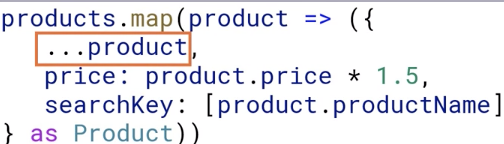 products.map(product => ({
...product,
price: product.price * 1.5,
searchKey: [product.productName]
} as Product))